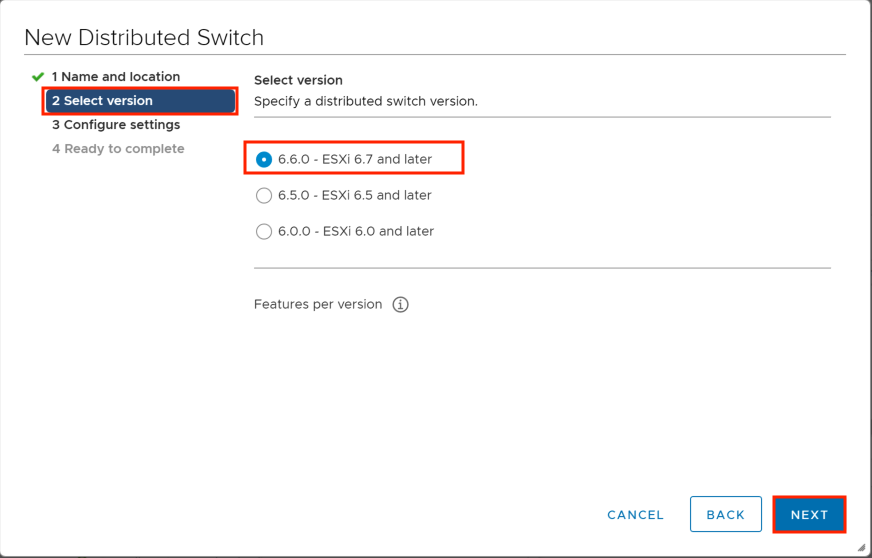 New Distributed Switch
1 Name and location
2 Select version
3 Configure settings
4 Ready to complete
Select version
Specify a distributed switch version.
6.6.0 - ESXi 6.7 and later
6.5.0 - ESXi 6.5 and later
6.0.0 - ESXi 6.0 and later
Features per version
CANCEL
BACK
NEXT